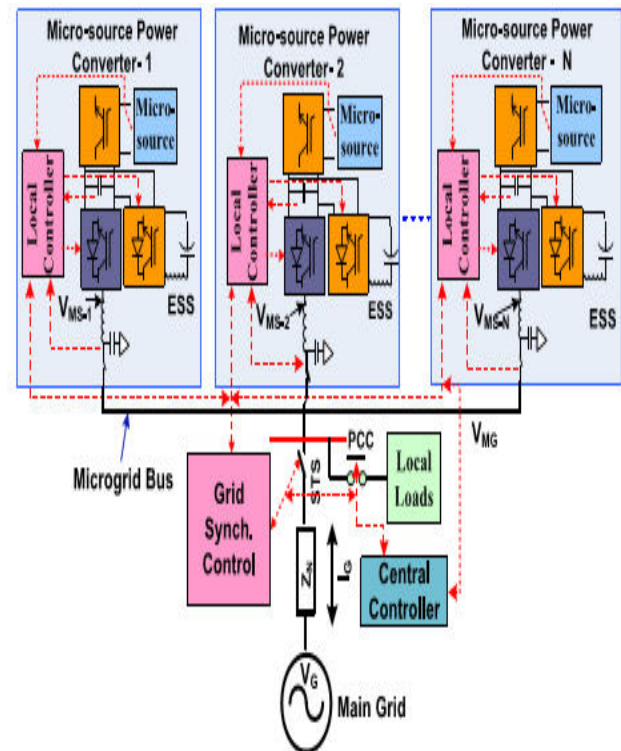 Micro-source Power
Converter- 1
Micro-
source
Local
Controller
ESS
VMS-1
Micro-source Power
Converter-2
Micro-
source
Local
Controller
ESS
VMS-2
Micro-source Power
Converter - N
Micro-
source
Local
Controller
ESS
VMS-N
VMG
Microgrid Bus
PCC
STS
Local
Loads
Grid
Synch.
Control
ZN
IG
Central
Controller
VG
Main Grid